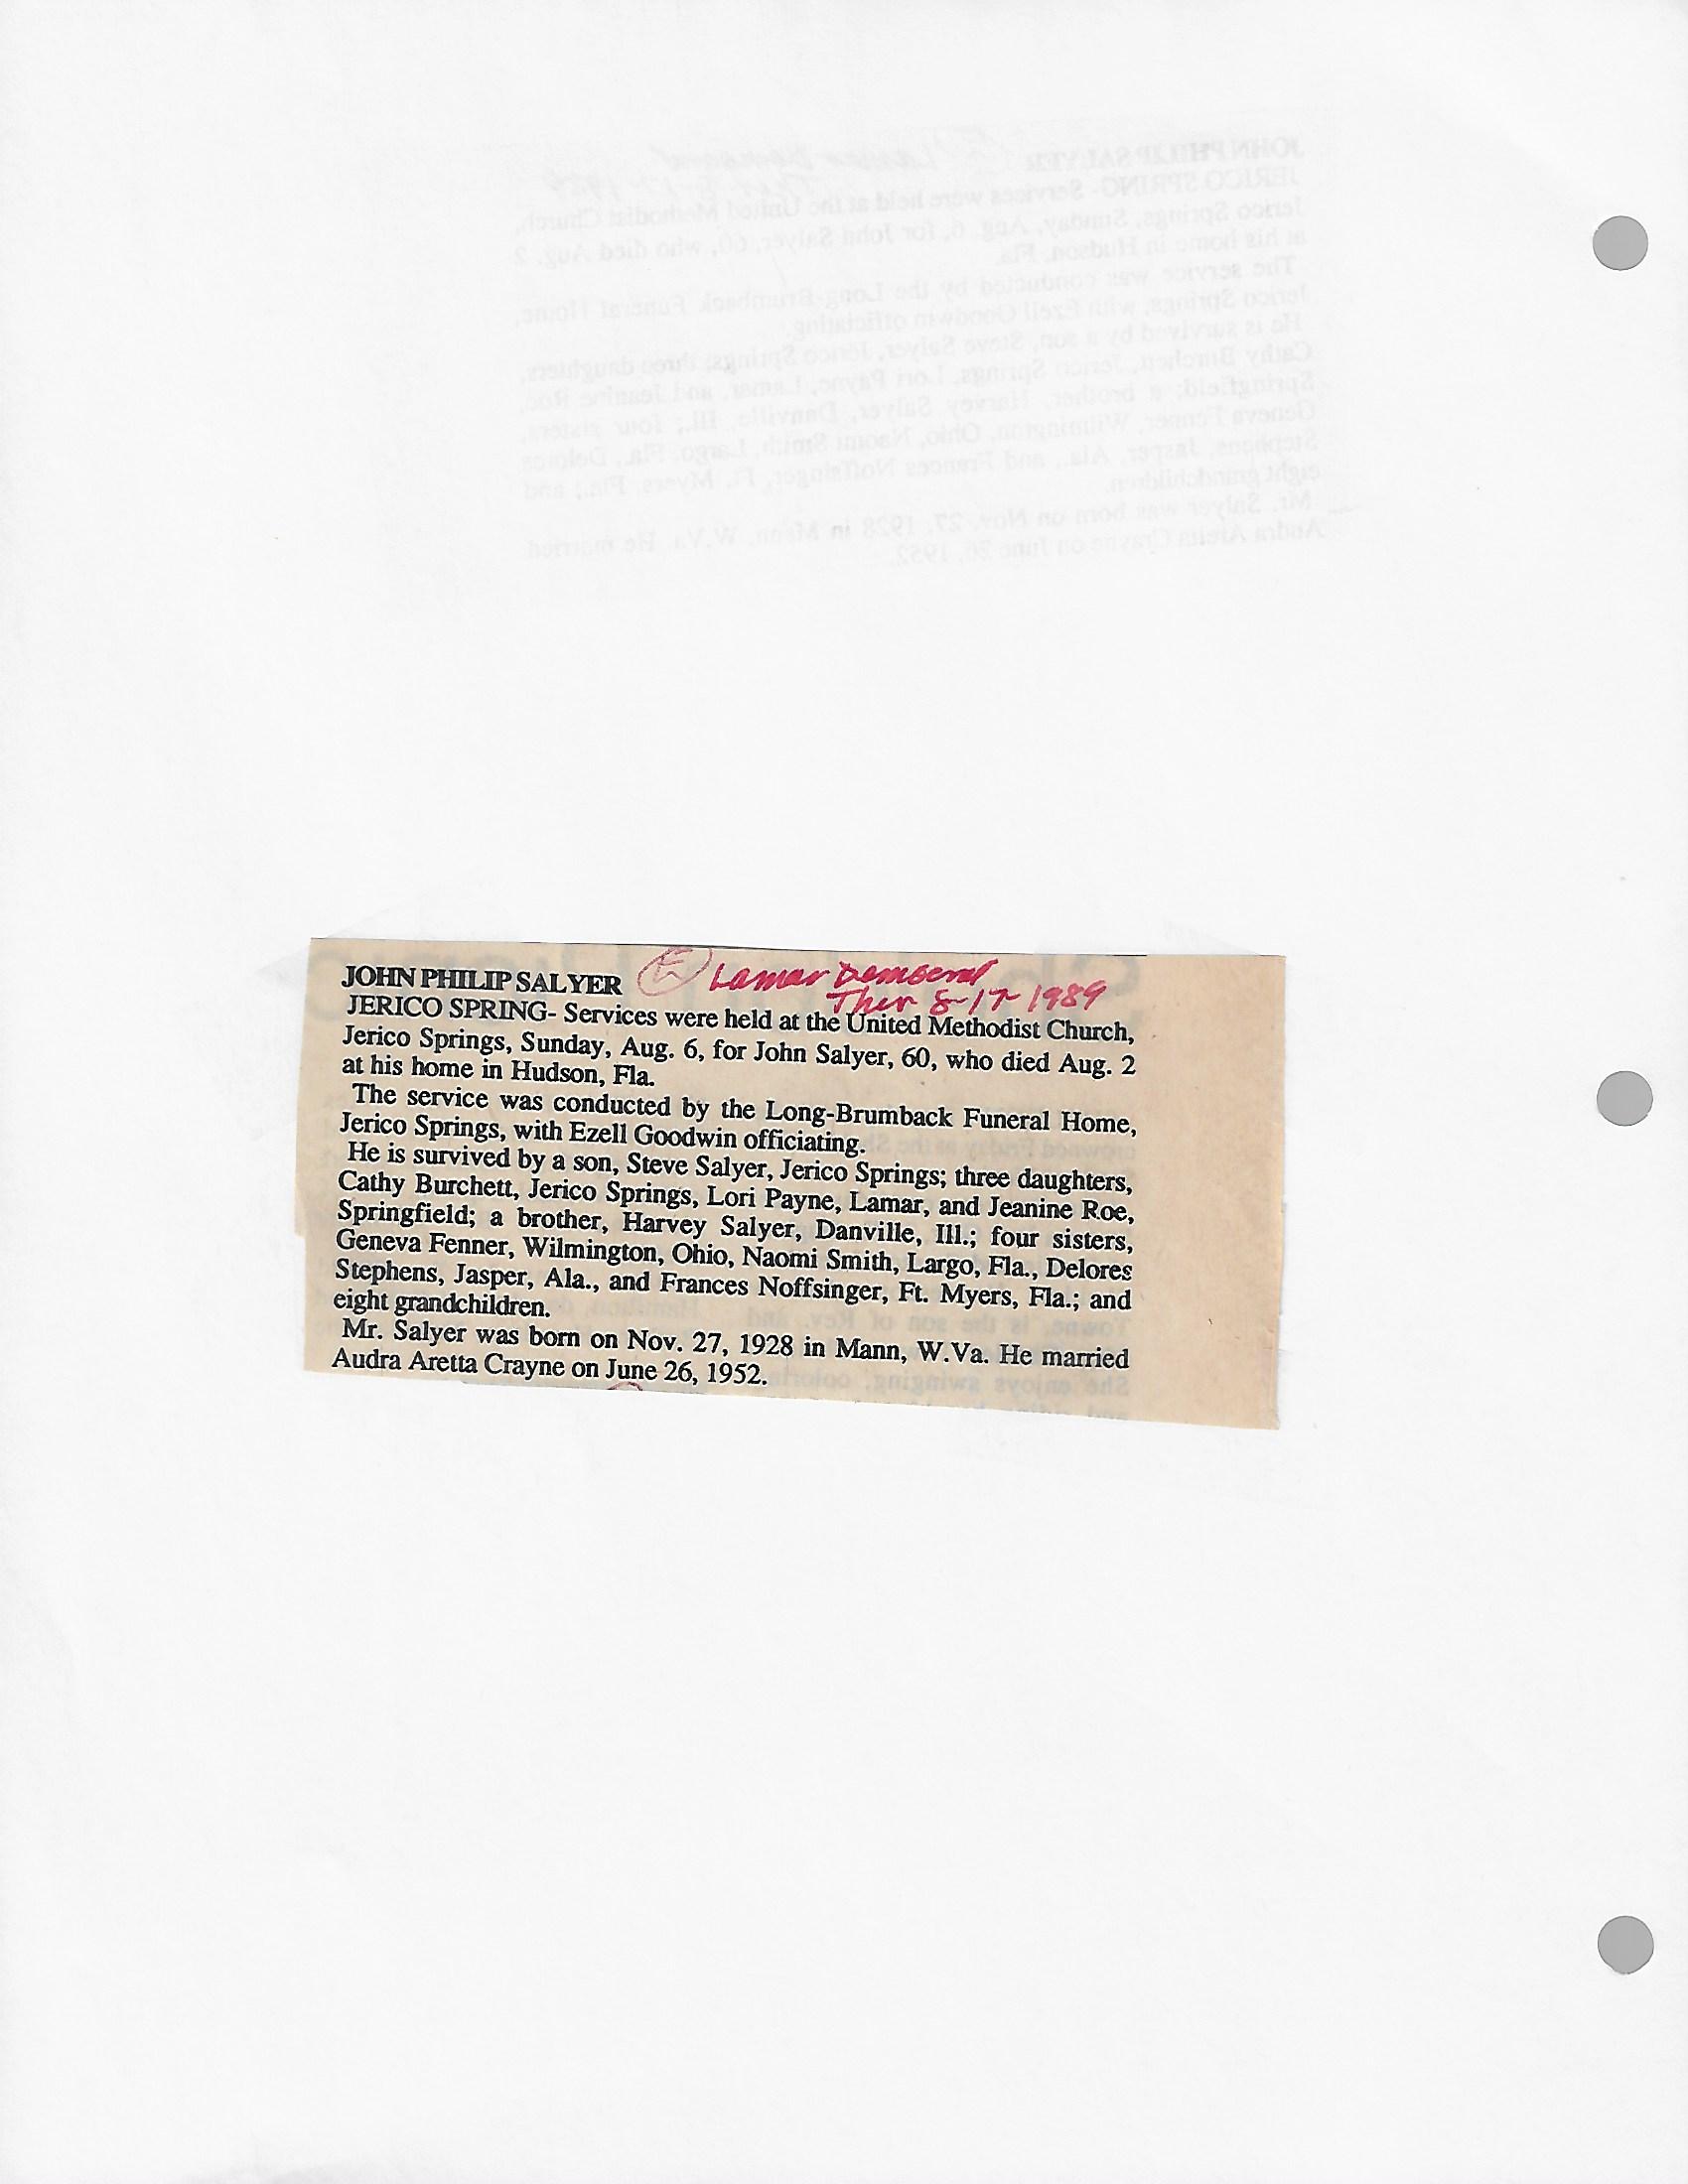 JOHN PHILIP SALYER (E) Lamar Democrat
Thur 8-17-1989
JERICO SPRING- Services were held at the United Methodist Church,
Jerico Springs, Sunday, Aug. 6, for John Salyer, 60, who died Aug. 2
at his home in Hudson, Fla.
The service was conducted by the Long-Brumback Funeral Home,
Jerico Springs, with Ezell Goodwin officiating.
He is survived by a son, Steve Salyer, Jerico Springs; three daughters,
Cathy Burchett, Jerico Springs, Lori Payne, Lamar, and Jeanine Roe,
Springfield; a brother, Harvey Salyer, Danville, Ill.; four sisters,
Geneva Fenner, Wilmington, Ohio, Naomi Smith, Largo, Fla., Delores
Stephens, Jasper, Ala., and Frances Noffsinger, Ft. Myers, Fla.; and
eight grandchildren.
Mr. Salyer was born on Nov. 27, 1928 in Mann, W.Va. He married
Audra Aretta Crayne on June 26, 1952.